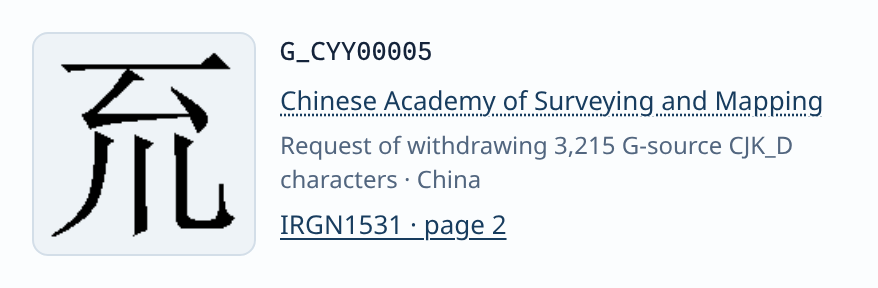 G_CYY00005
Chinese Academy of Surveying and Mapping
Request of withdrawing 3,215 G-source CJK_D
characters · China
IRGN1531 · page 2